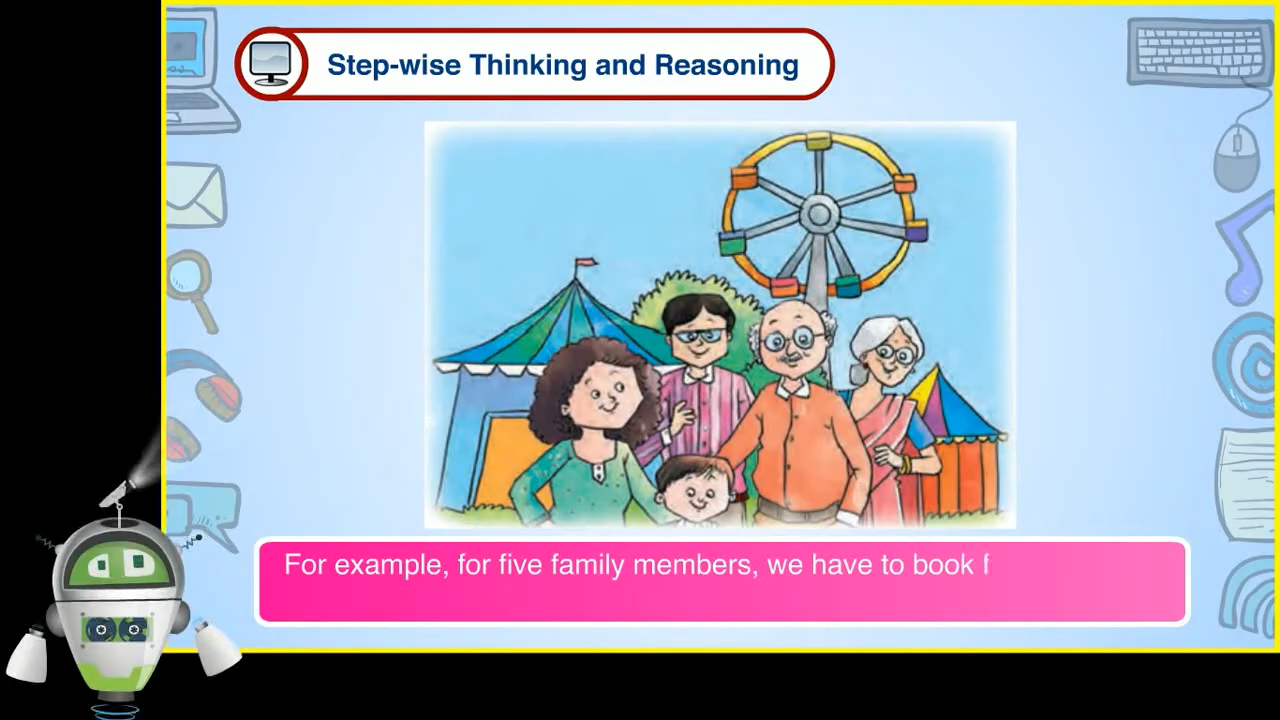 Step-wise Thinking and Reasoning
For example, for five family members, we have to book f